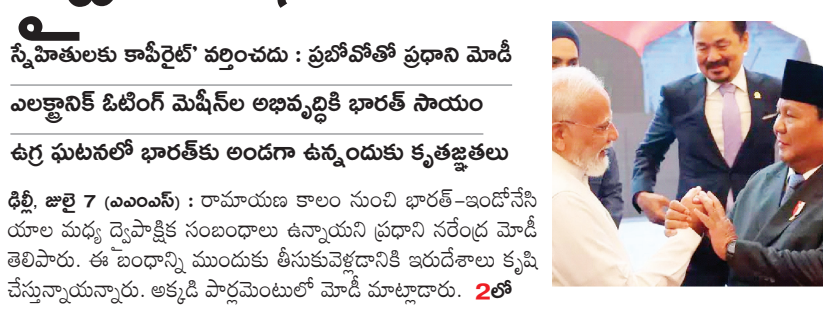 స్నేహితులకు కాపీరైట్' వర్తించదు : ప్రబోవోతో ప్రధాని మోడీ
ఎలక్ట్రానిక్ ఓటింగ్ మెషీన్‌ల అభివృద్ధికి భారత్ సాయం
ఉగ్ర ఘటనలో భారత్‌కు అండగా ఉన్నందుకు కృతజ్ఞతలు
ఢిల్లీ, జులై 7 (ఎఎంఎస్) : రామాయణ కాలం నుంచి భారత్-ఇండోనేసి
యాల మధ్య ద్వైపాక్షిక సంబంధాలు ఉన్నాయని ప్రధాని నరేంద్ర మోడీ
తెలిపారు. ఈ బంధాన్ని ముందుకు తీసుకువెళ్లడానికి ఇరుదేశాలు కృషి
చేస్తున్నాయన్నారు. అక్కడి పార్లమెంటులో మోడీ మాట్లాడారు. 2లో